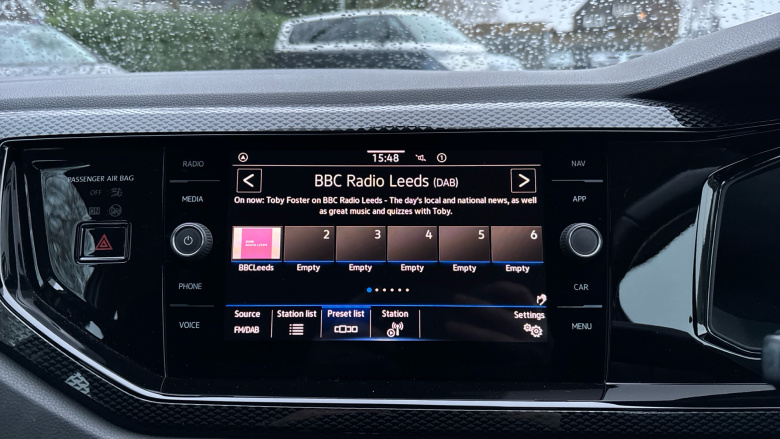 PASSENGER AIR BAG
OFF
ON
RADIO
MEDIA
PHONE
VOICE
15:48
1
BBC Radio Leeds (DAB)
On now: Toby Foster on BBC Radio Leeds - The day's local and national news, as well
as great music and quizzes with Toby.
2 3 4 5 6
BBCLeeds Empty Empty Empty Empty Empty
Source Station list Preset list Station Settings
FM/DAB
NAV
APP
CAR
MENU